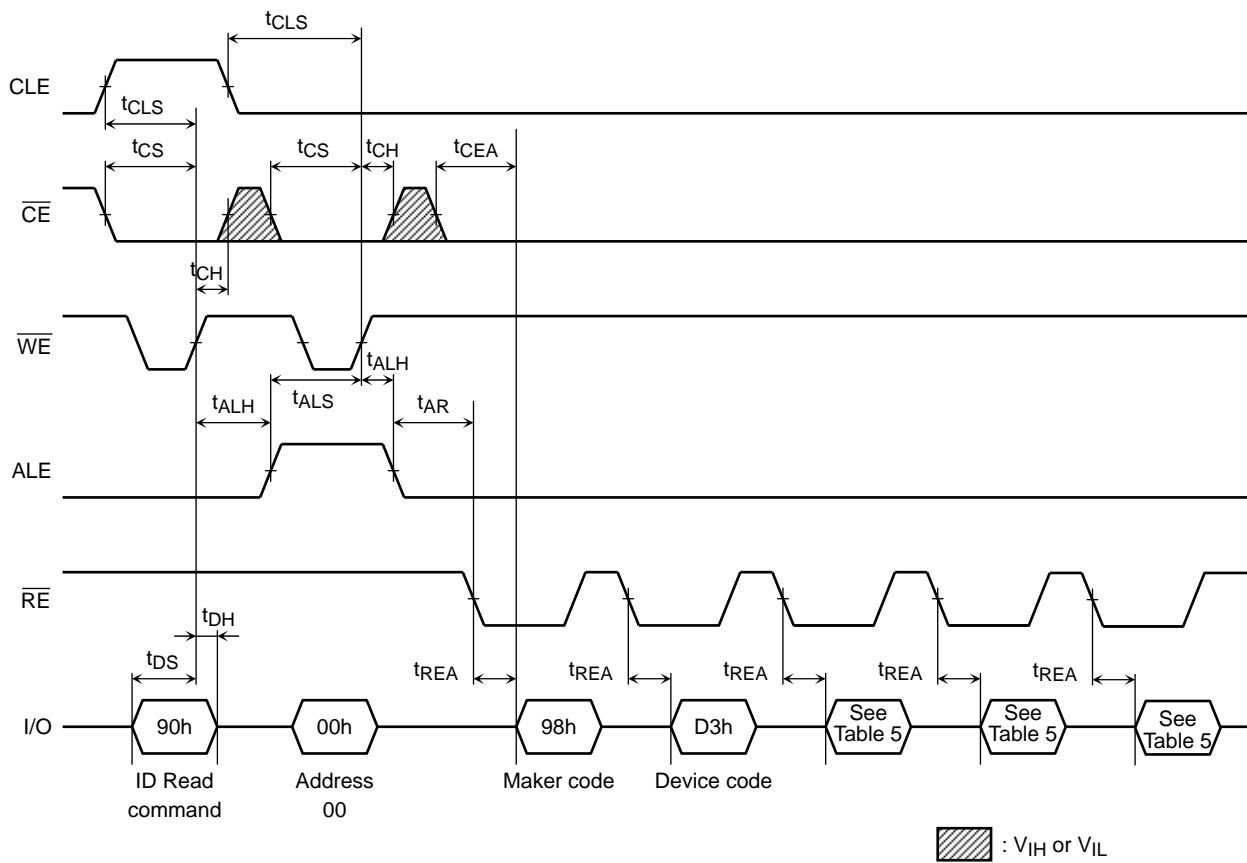 tCLS
CLE
tCLS
tCS
tCS
tCH
tCEA
CE
tCH
WE
tALH
tALH
tALS
tAR
ALE
RE
tDH
tDS
tREA
tREA
tREA
tREA
tREA
I/O
90h
00h
98h
D3h
See
Table 5
See
Table 5
See
Table 5
ID Read
command
Address
00
Maker code
Device code
: VIH or VIL